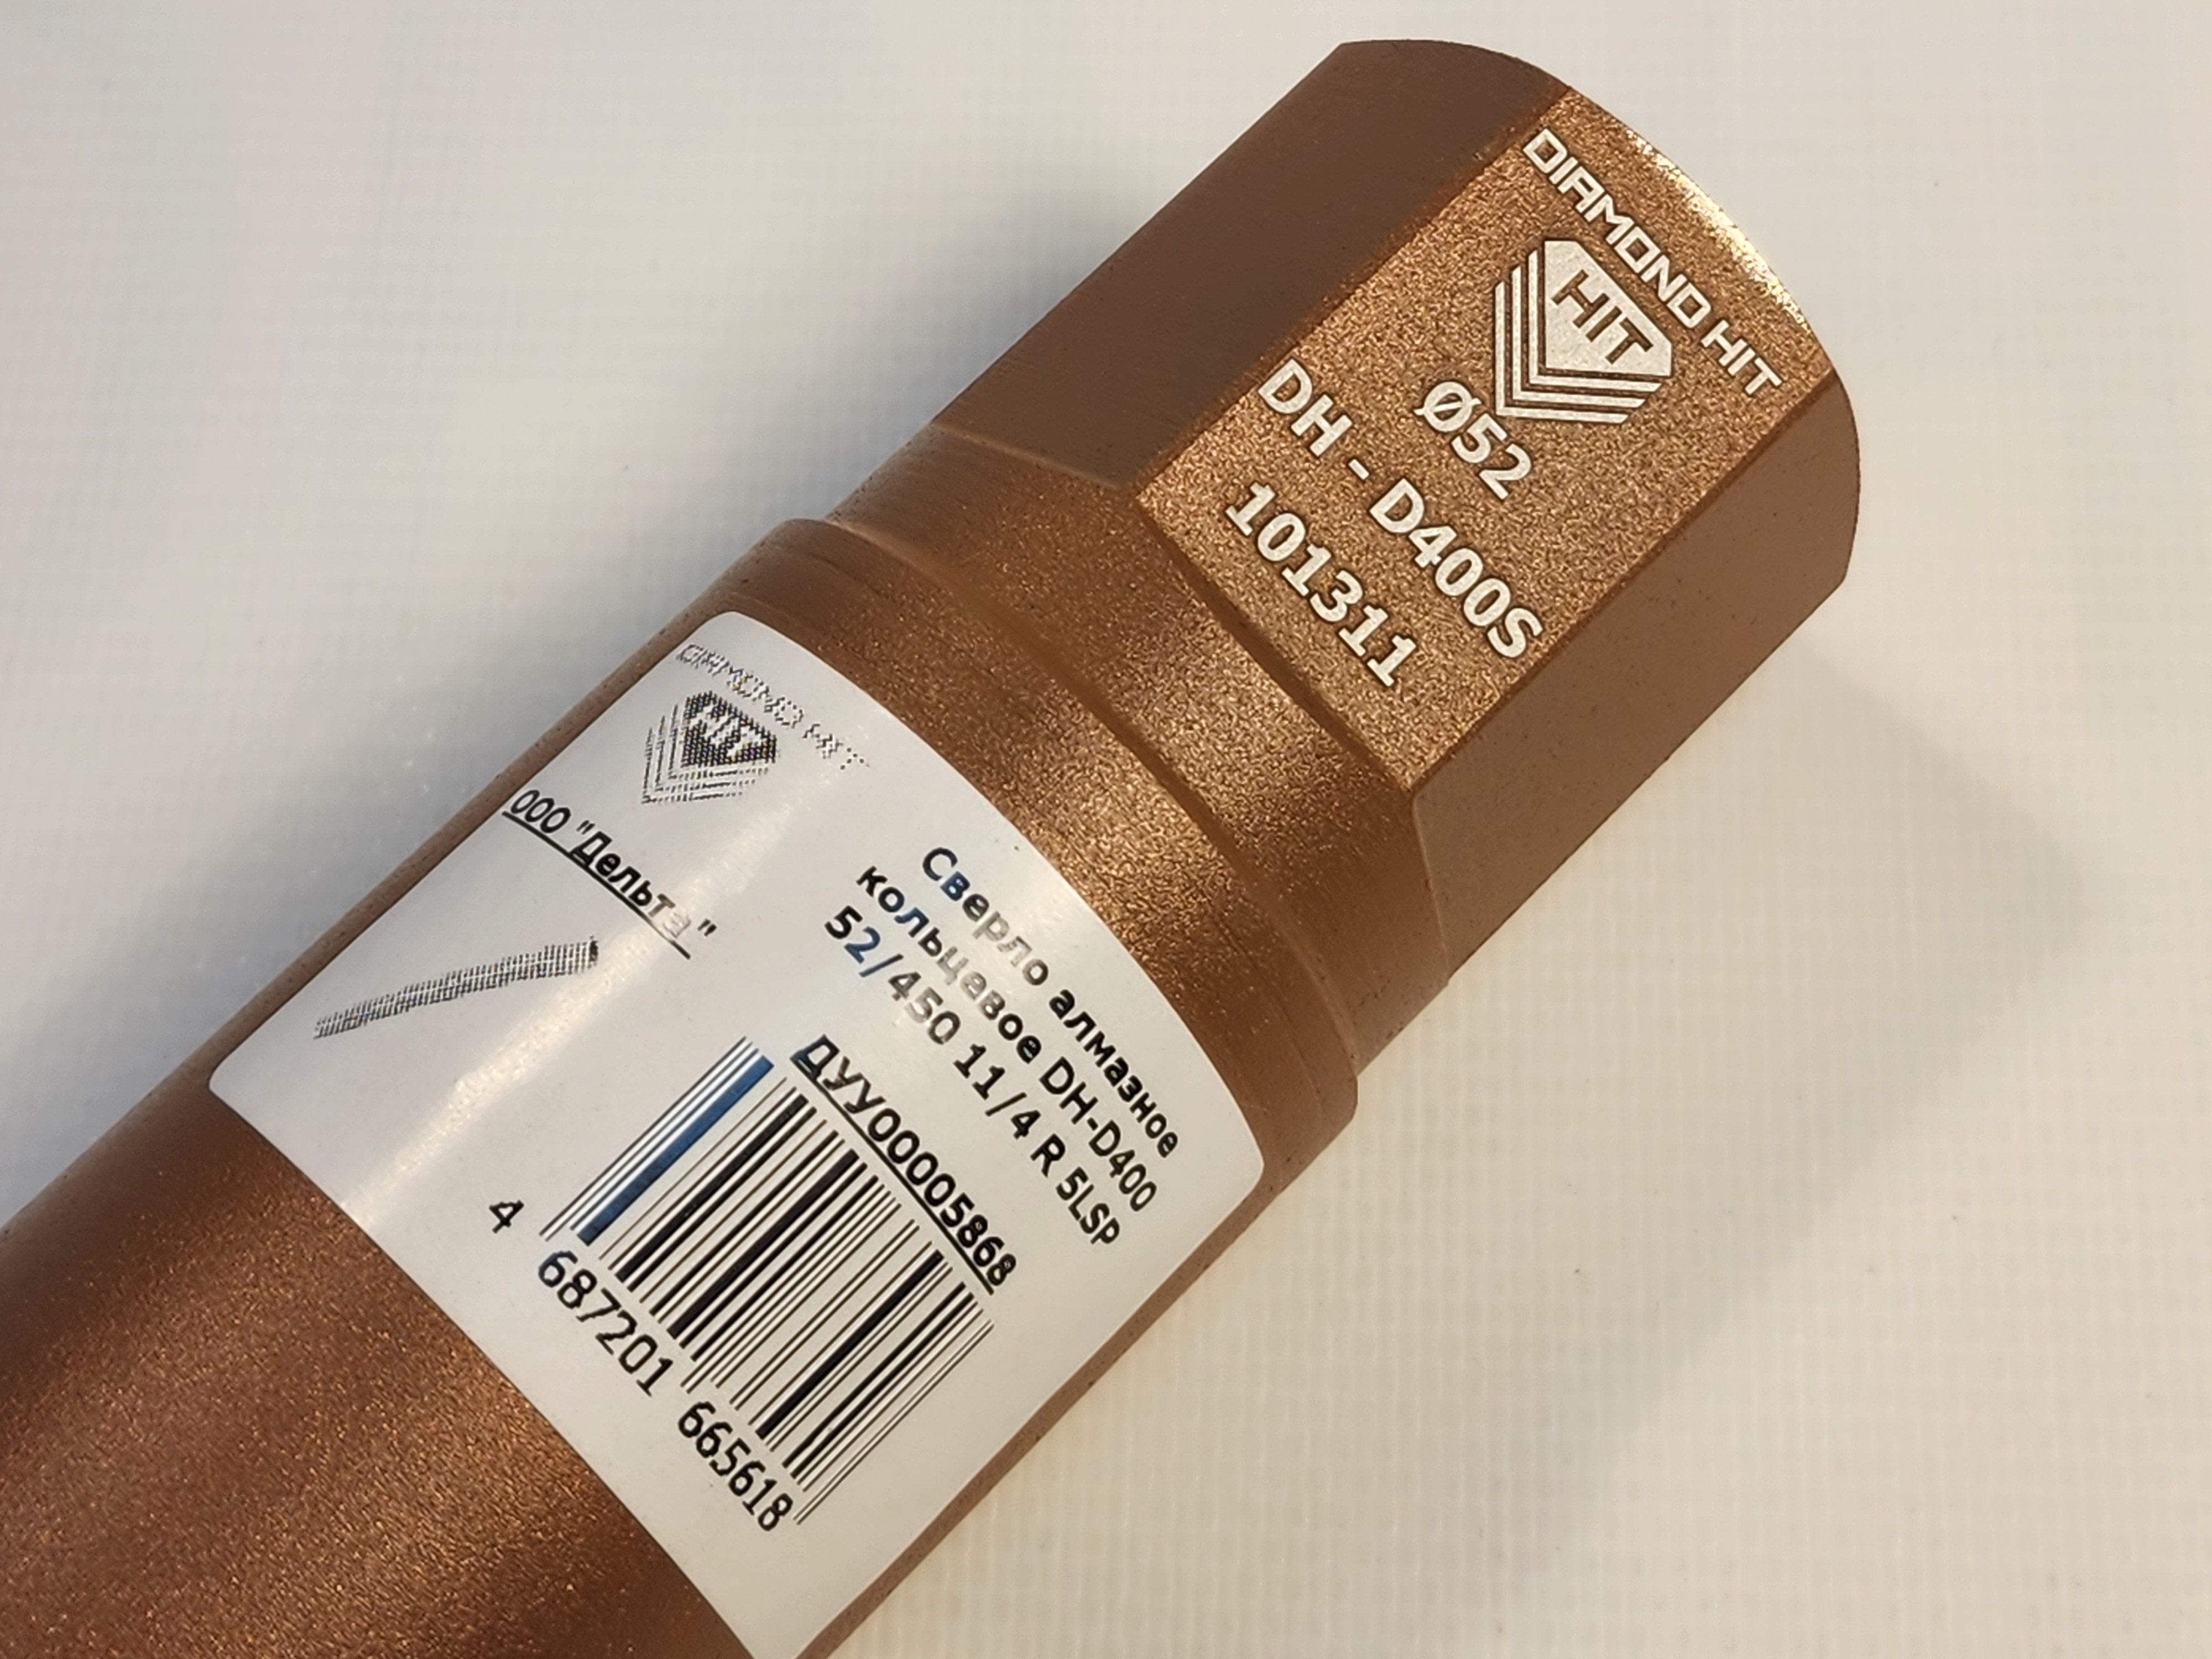 DIAMOND HIT
HIT
Ø52
DH - D400S
101311
DIAMOND HIT
HIT
ООО "Дельта"
Сверло алмазное
кольцевое DH-D400
52/450 11/4 R 5LSP
ДУУ0005868
4 687201 665618